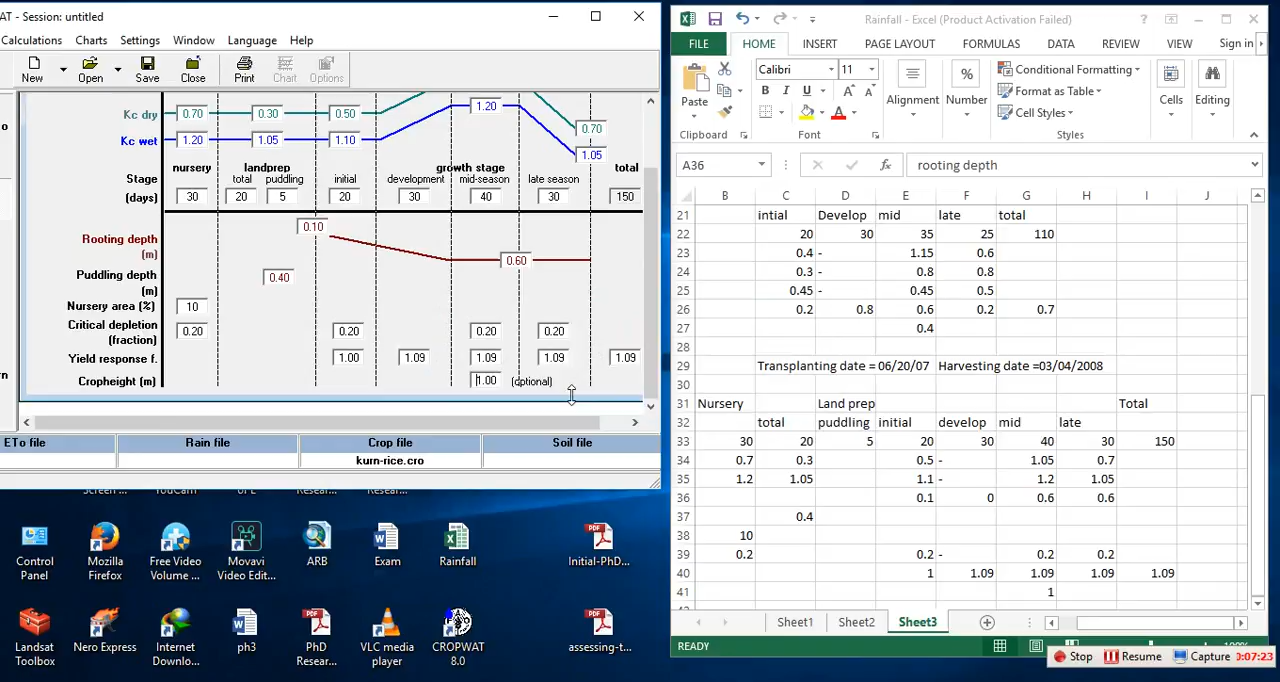 AT - Session: untitled
Calculations Charts Settings Window Language Help
New Open Save Close Print Chart Options
Kc dry 0.70 0.30 0.50 0.70
Kc wet 1.20 1.05 1.10 1.20 1.05
nursery landprep growth stage total
Stage total puddling initial development mid-season late season
(days) 30 20 5 20 30 40 30 150
Rooting depth (m) 0.10 0.60
Puddling depth (m) 0.40
Nursery area (%) 10
Critical depletion (fraction) 0.20 0.20 0.20 0.20
Yield response f. 1.00 1.09 1.09 1.09 1.09
Cropheight (m) 1.00 (optional)
ETo file Rain file Crop file Soil file
kurn-rice.cro
Rainfall - Excel (Product Activation Failed)
FILE HOME INSERT PAGE LAYOUT FORMULAS DATA REVIEW VIEW Sign in
Paste Calibri 11 B I U A A A Alignment % Number Conditional Formatting Format as Table Cell Styles Cells Editing
Clipboard Font Styles
A36 fx rooting depth
B C D E F G H I J
21 intial Develop mid late total
22 20 30 35 25 110
23 0.4 - 1.15 0.6
24 0.3 - 0.8 0.8
25 0.45 - 0.45 0.5
26 0.2 0.8 0.6 0.2 0.7
27 0.4
28
29 Transplanting date = 06/20/07 Harvesting date =03/04/2008
30
31 Nursery Land prep Total
32 total puddling initial develop mid late
33 30 20 5 20 30 40 30 150
34 0.7 0.3 0.5 - 1.05 0.7
35 1.2 1.05 1.1 - 1.2 1.05
36 0.1 0 0.6 0.6
37 0.4
38 10
39 0.2 0.2 - 0.2 0.2
40 1 1.09 1.09 1.09 1.09
41 1
Sheet1 Sheet2 Sheet3
READY
Stop Resume Capture 0:07:23
Control Panel
Mozilla Firefox
Free Video Volume ...
Movavi Video Edit...
ARB
Exam
Rainfall
PDF
Initial-PhD...
Landsat Toolbox
Nero Express
Internet Downlo...
ph3
PDF
PhD Resear...
VLC media player
CROPWAT 8.0
PDF
assessing-t...